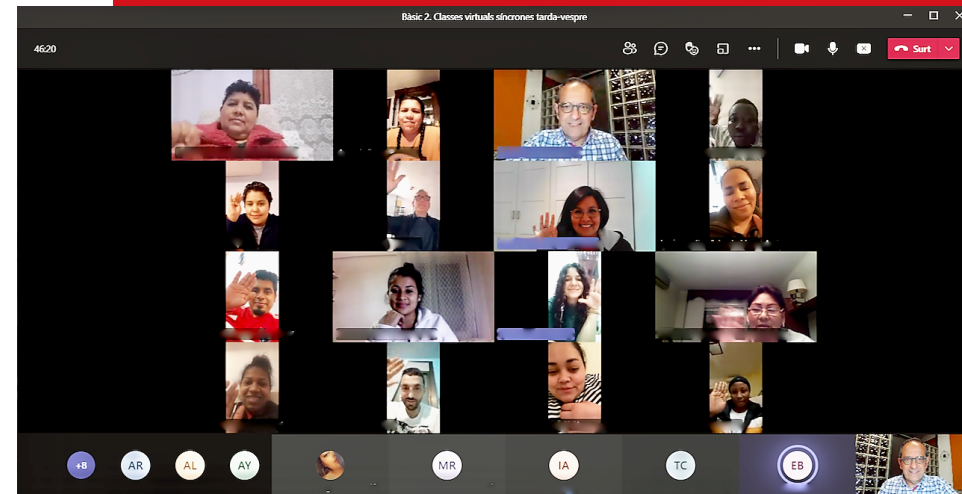 Bàsic 2. Classes virtuals síncrones tarda-vespre
46:20
Surt
+8
AR
AL
AY
MR
IA
TC
EB